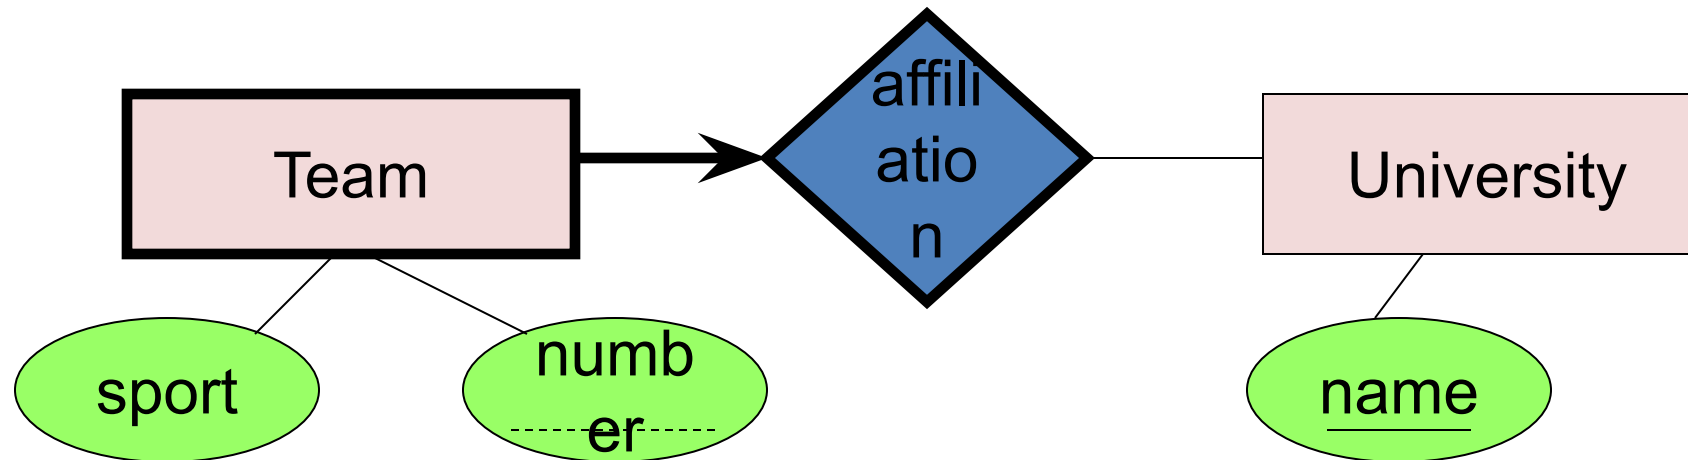 affili
atio
n
Team
University
sport
numb
er
name